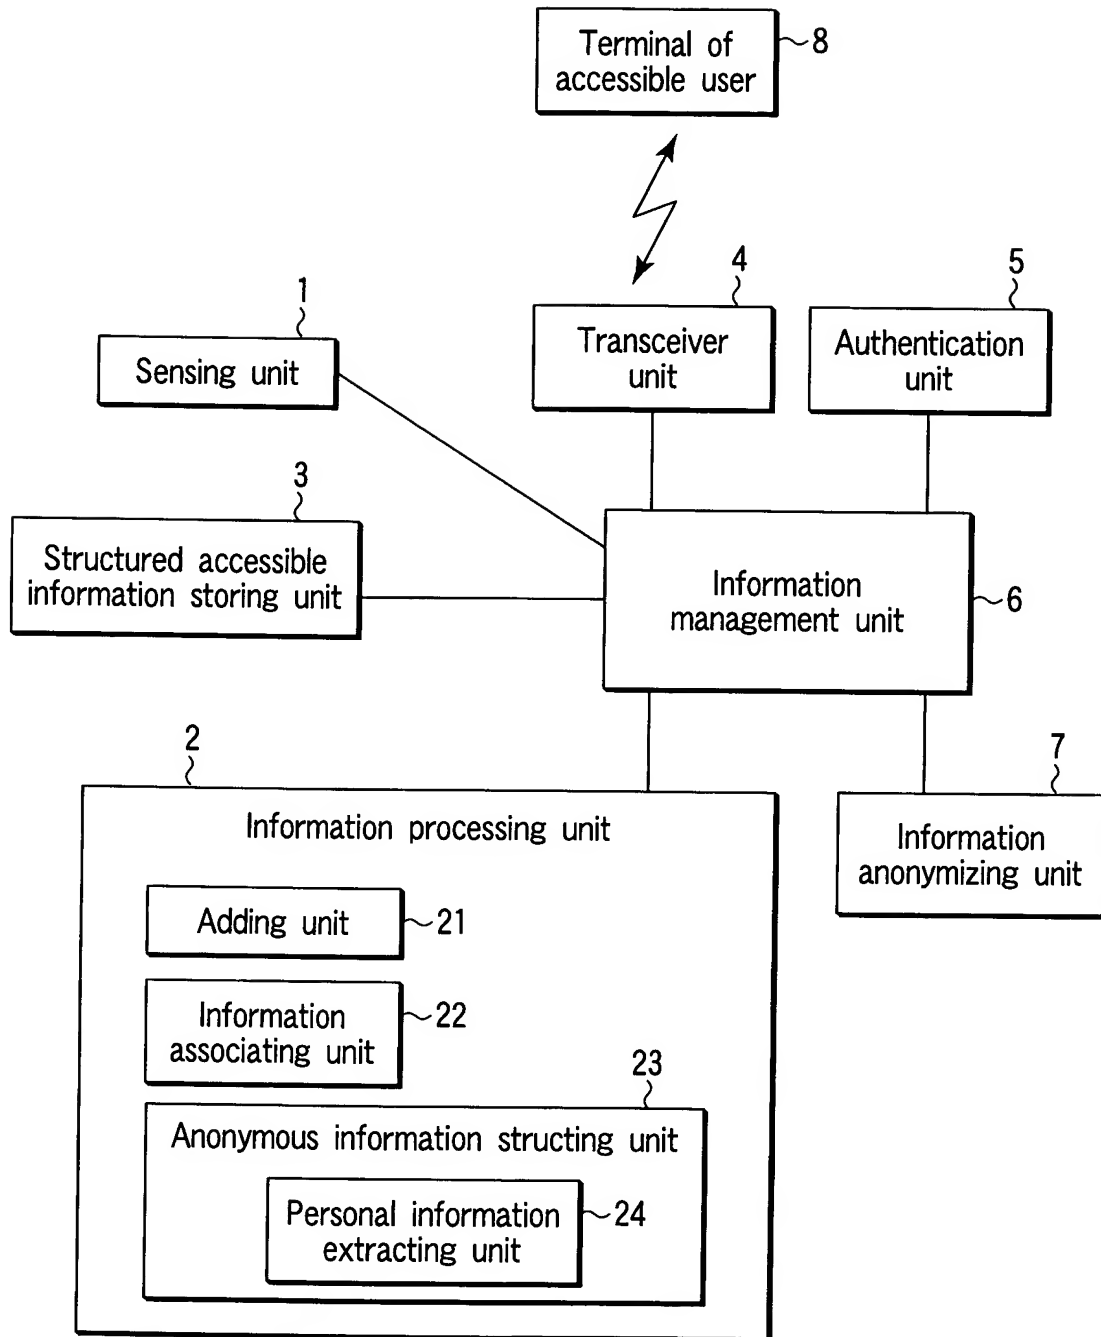 Terminal of
accessible user
8
4
5
1
Transceiver
unit
Authentication
unit
Sensing unit
3
Structured accessible
information storing unit
Information
management unit
6
2
7
Information processing unit
Information
anonymizing unit
Adding unit
21
Information
associating unit
22
23
Anonymous information structing unit
Personal information
extracting unit
24